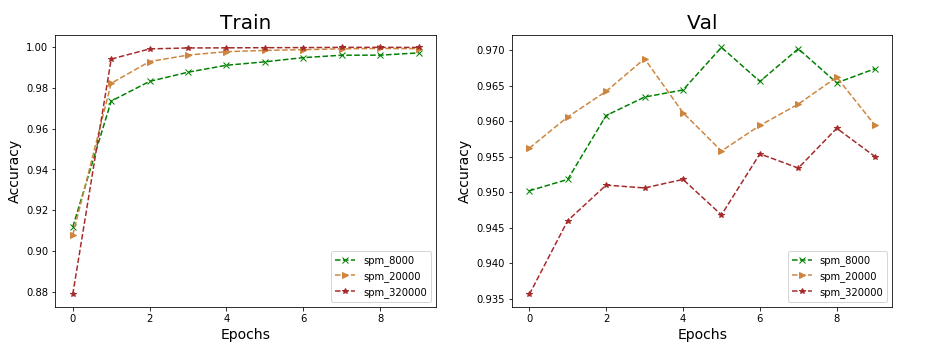 Train
Accuracy
1.00
0.98
0.96
0.94
0.92
0.90
0.88
0 2 4 6 8
Epochs
spm_8000
spm_20000
spm_320000
Val
Accuracy
0.970
0.965
0.960
0.955
0.950
0.945
0.940
0.935
0 2 4 6 8
Epochs
spm_8000
spm_20000
spm_320000